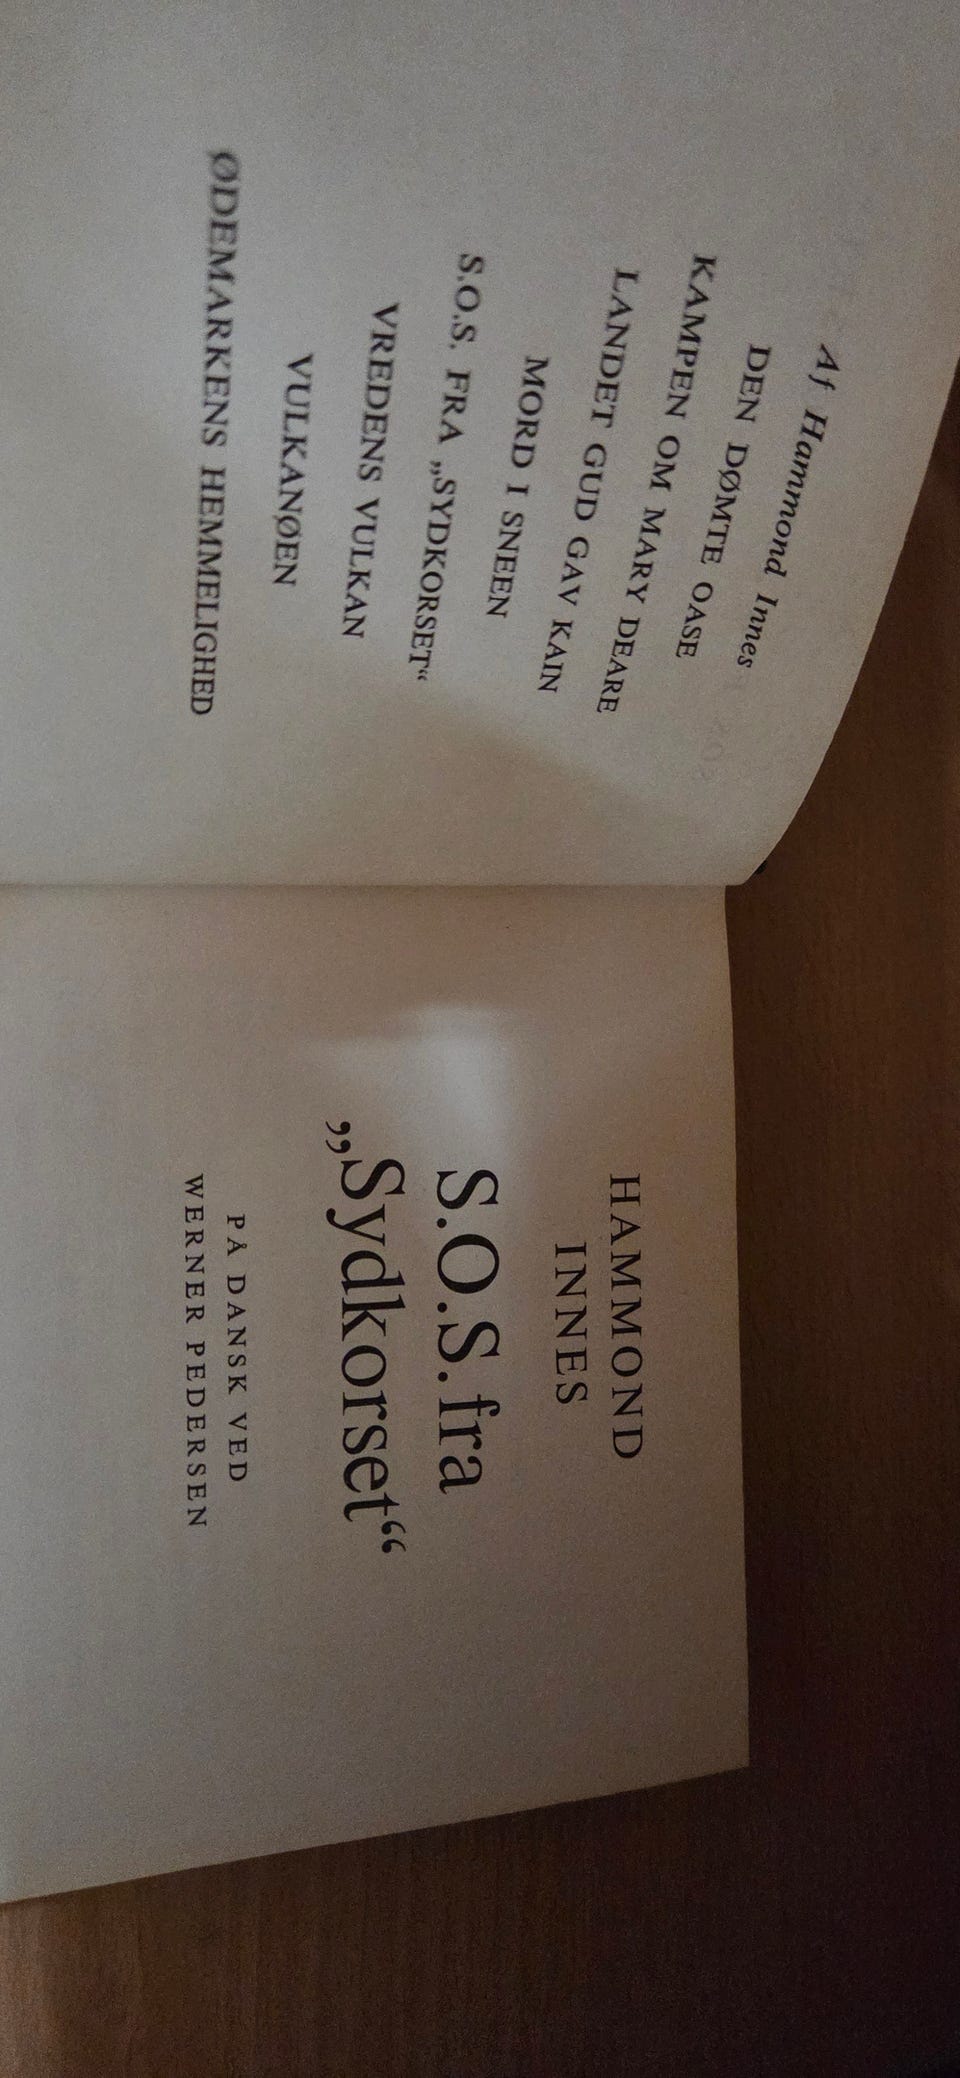 Af Hammond Innes
DEN DØMTE OASE
KAMPEN OM MARY DEARE
LANDET GUD GAV KAIN
MORD I SNEEN
S.O.S. FRA „SYDKORSET“
VREDENS VULKAN
VULKANØEN
ØDEMARKENS HEMMELIGHED
HAMMOND
INNES
S.O.S. fra
„Sydkorset“
PÅ DANSK VED
WERNER PEDERSEN